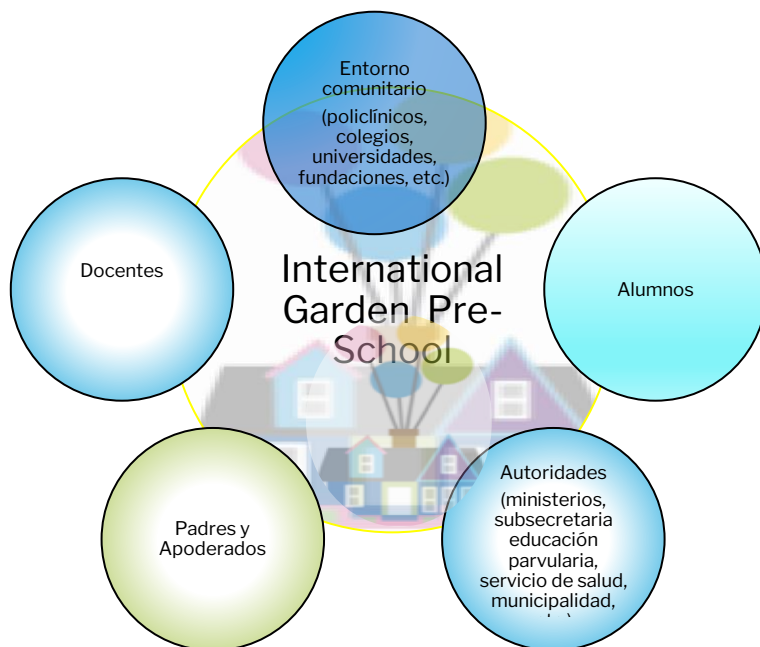 Entorno
comunitario
(policlínicos,
colegios,
universidades,
fundaciones, etc.)
Docentes
International
Garden Pre-
School
Alumnos
Padres y
Apoderados
Autoridades
(ministerios,
subsecretaria
educación
parvularia,
servicio de salud,
municipalidad,